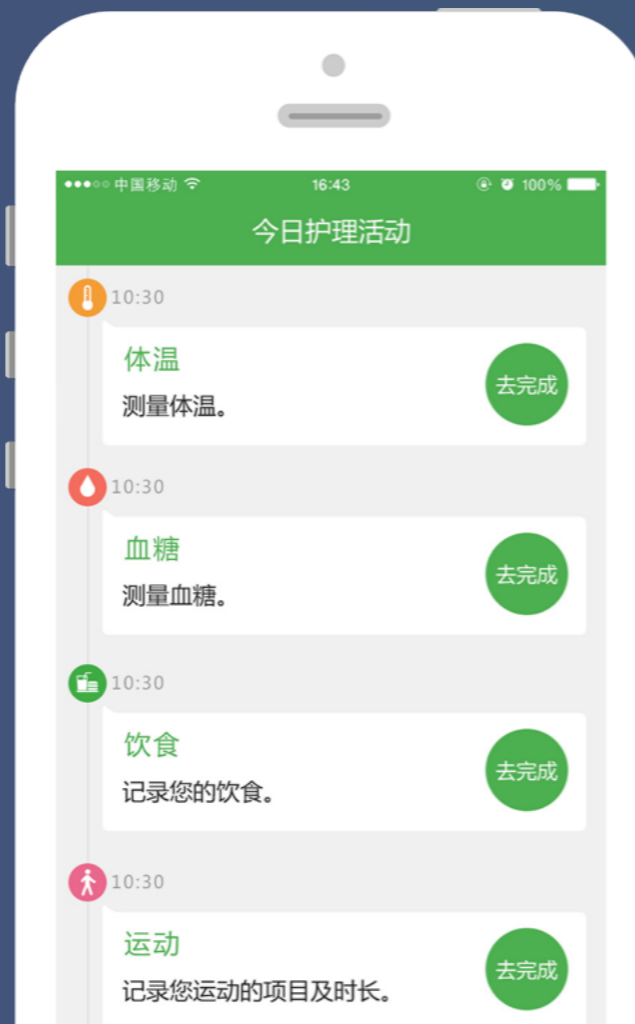 中国移动 16:43 100%
今日护理活动
10:30
体温
测量体温。
去完成
10:30
血糖
测量血糖。
去完成
10:30
饮食
记录您的饮食。
去完成
10:30
运动
记录您运动的项目及时长。
去完成